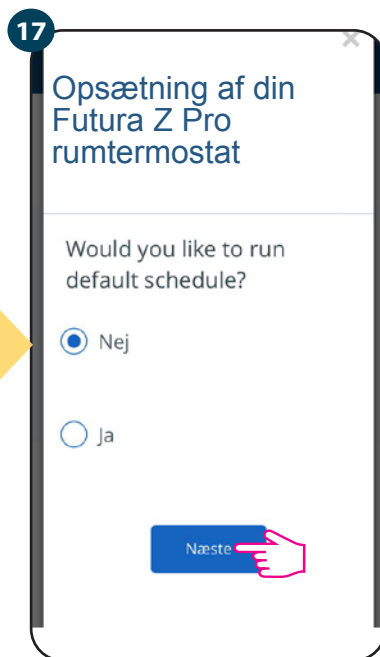 17
×
Opsætning af din
Futura Z Pro
rumtermostat
Would you like to run
default schedule?
Nej
Ja
Næste